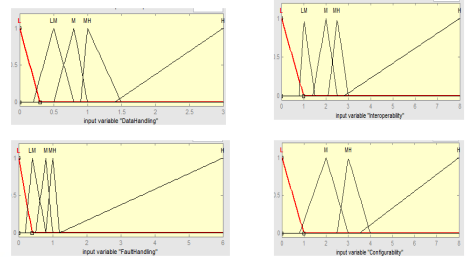 L LM M MH H
1
0.5
0
0 0.5 1 1.5 2 2.5 3
input variable "DataHandling"
L LM M MH H
1
0.5
0
0 1 2 3 4 5 6 7 8
input variable "Interoperability"
L LM M MH H
1
0.5
0
0 1 2 3 4 5 6
input variable "FaultHandling"
L M MH H
1
0.5
0
0 1 2 3 4 5 6 7 8
input variable "Configurability"